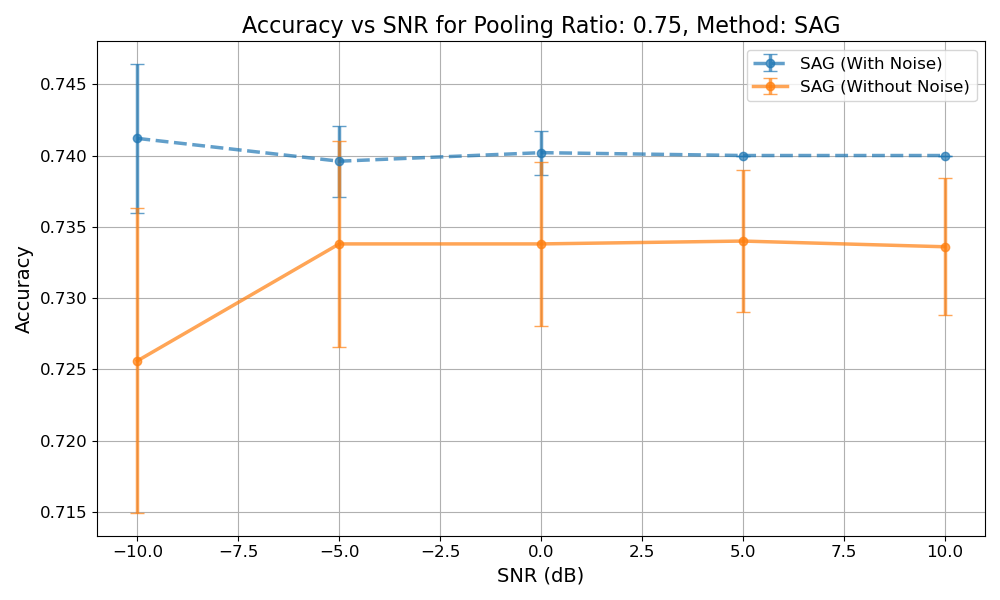 Accuracy vs SNR for Pooling Ratio: 0.75, Method: SAG
SAG (With Noise)
SAG (Without Noise)
Accuracy
0.745
0.740
0.735
0.730
0.725
0.720
0.715
−10.0 −7.5 −5.0 −2.5 0.0 2.5 5.0 7.5 10.0
SNR (dB)